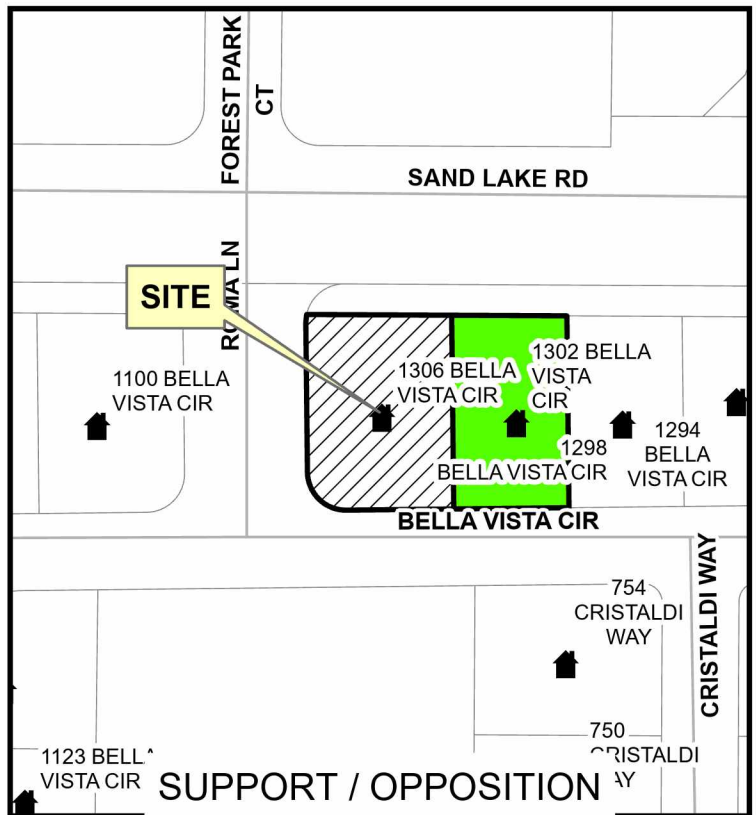 FOREST PARK
CT
SAND LAKE RD
SITE
ROMA LN
1100 BELLA
VISTA CIR
1306 BELLA
VISTA CIR
1302 BELLA
VISTA
CIR
1298
BELLA VISTA CIR
1294
BELLA
VISTA CIR
BELLA VISTA CIR
CRISTALDI WAY
754
CRISTALDI
WAY
750
CRISTALDI
1123
VISTA CIR
SUPPORT / OPPOSITION